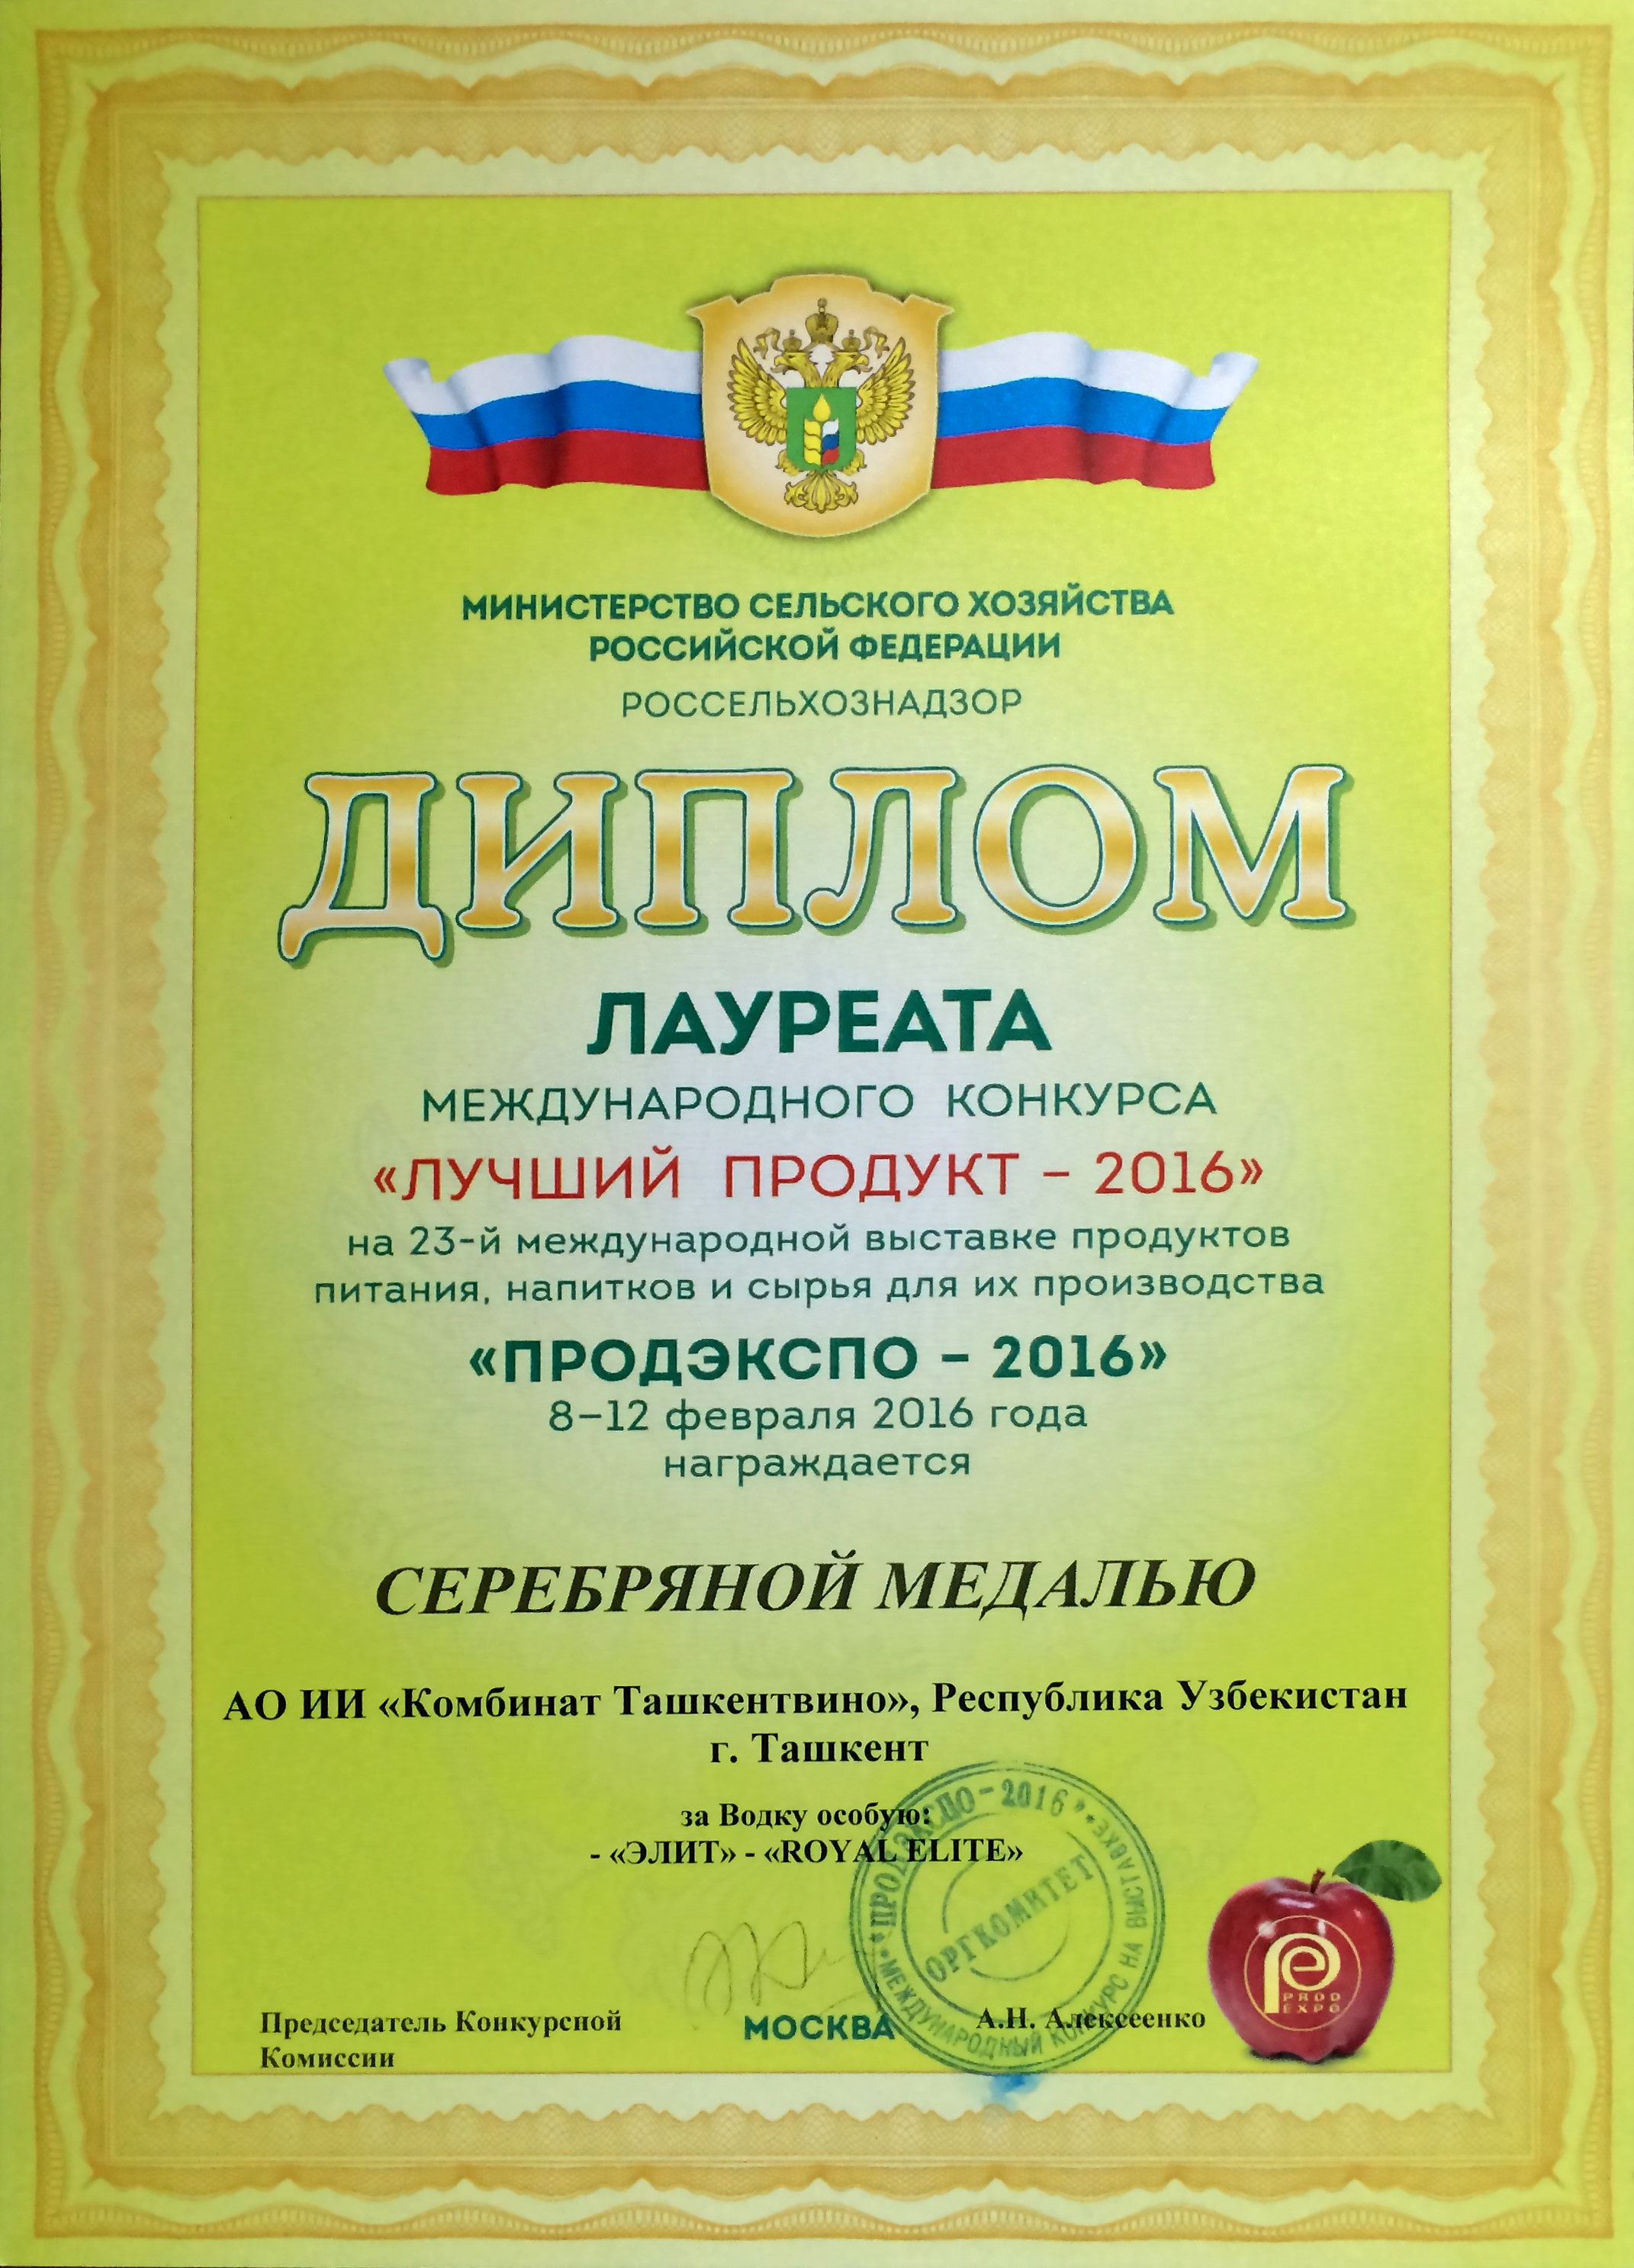 МИНИСТЕРСТВО СЕЛЬСКОГО ХОЗЯЙСТВА
РОССИЙСКОЙ ФЕДЕРАЦИИ
РОССЕЛЬХОЗНАДЗОР
ДИПЛОМ
ЛАУРЕАТА
МЕЖДУНАРОДНОГО КОНКУРСА
«ЛУЧШИЙ ПРОДУКТ – 2016»
на 23-й международной выставке продуктов
питания, напитков и сырья для их производства
«ПРОДЭКСПО – 2016»
8–12 февраля 2016 года
награждается
СЕРЕБРЯНОЙ МЕДАЛЬЮ
АО ИИ «Комбинат Ташкентвино», Республика Узбекистан
г. Ташкент
за Водку особую:
- «ЭЛИТ» - «ROYAL ELITE»
"ПРОДЭКСПО-2016"
МЕЖДУНАРОДНЫЙ КОНКУРС НА ВЫСТАВКЕ
ОРГКОМИТЕТ
PROD
EXPO
Председатель Конкурсной
Комиссии
МОСКВА
А.Н. Алексеенко